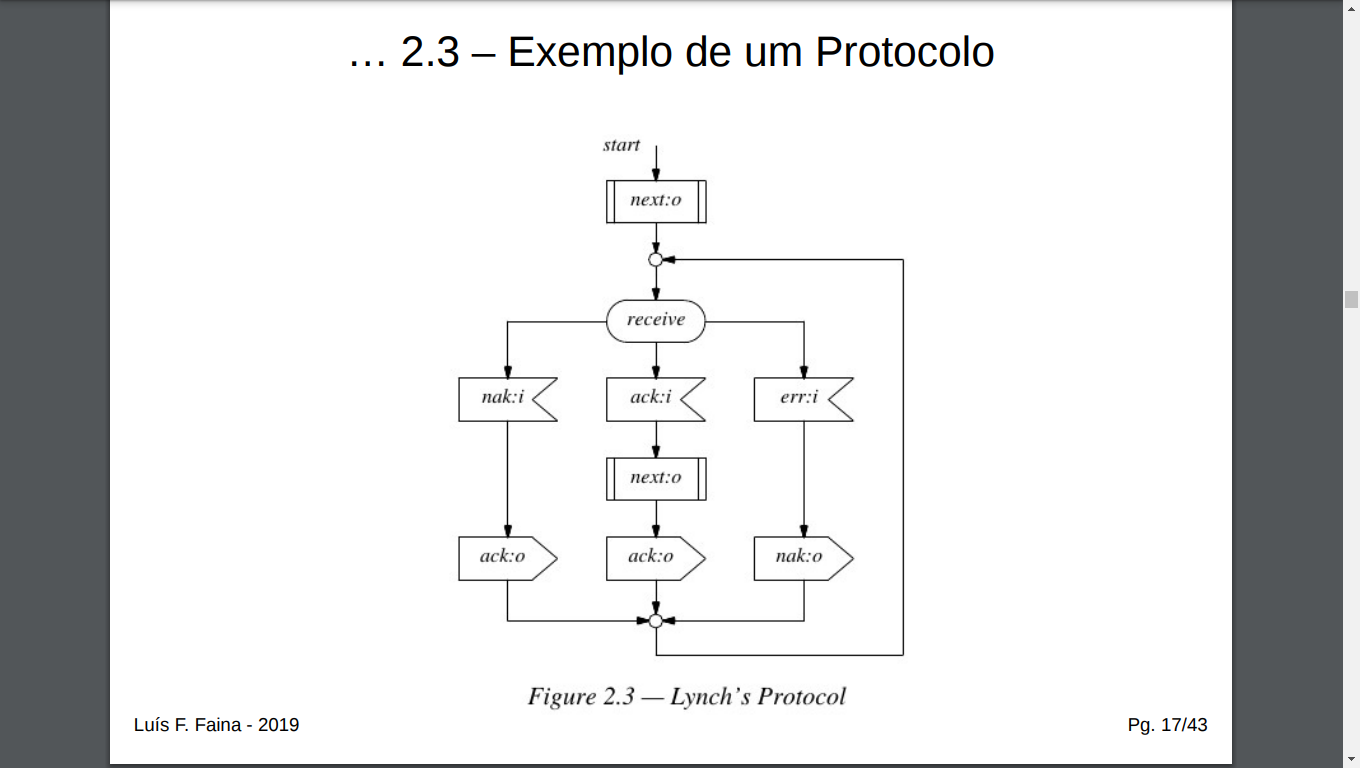 … 2.3 – Exemplo de um Protocolo
start
next:o
receive
nak:i
ack:i
err:i
next:o
ack:o
ack:o
nak:o
Figure 2.3 — Lynch's Protocol
Luís F. Faina - 2019
Pg. 17/43